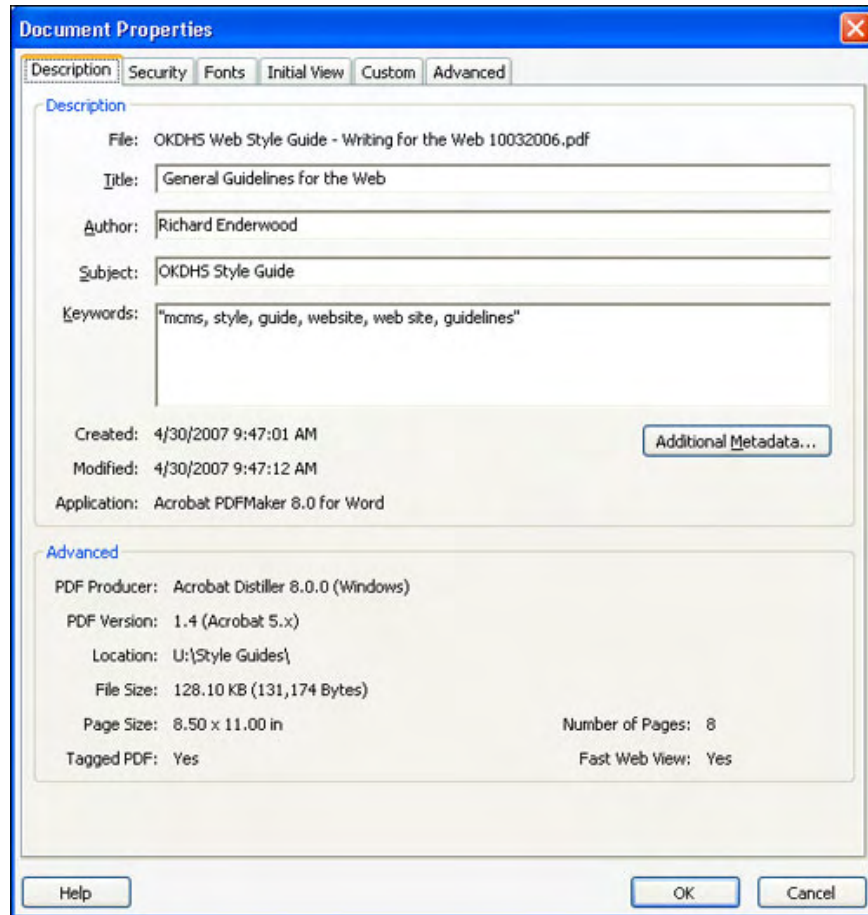 Document Properties
Description Security Fonts Initial View Custom Advanced
Description
File: OKDHS Web Style Guide - Writing for the Web 10032006.pdf
Title: General Guidelines for the Web
Author: Richard Enderwood
Subject: OKDHS Style Guide
Keywords: "mcms, style, guide, website, web site, guidelines"
Created: 4/30/2007 9:47:01 AM
Additional Metadata...
Modified: 4/30/2007 9:47:12 AM
Application: Acrobat PDFMaker 8.0 for Word
Advanced
PDF Producer: Acrobat Distiller 8.0.0 (Windows)
PDF Version: 1.4 (Acrobat 5.x)
Location: U:\Style Guides\
File Size: 128.10 KB (131,174 Bytes)
Page Size: 8.50 x 11.00 in Number of Pages: 8
Tagged PDF: Yes Fast Web View: Yes
Help OK Cancel